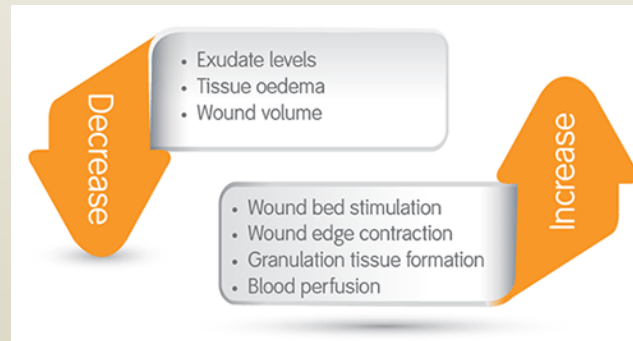 Decrease
• Exudate levels
• Tissue oedema
• Wound volume
Increase
• Wound bed stimulation
• Wound edge contraction
• Granulation tissue formation
• Blood perfusion